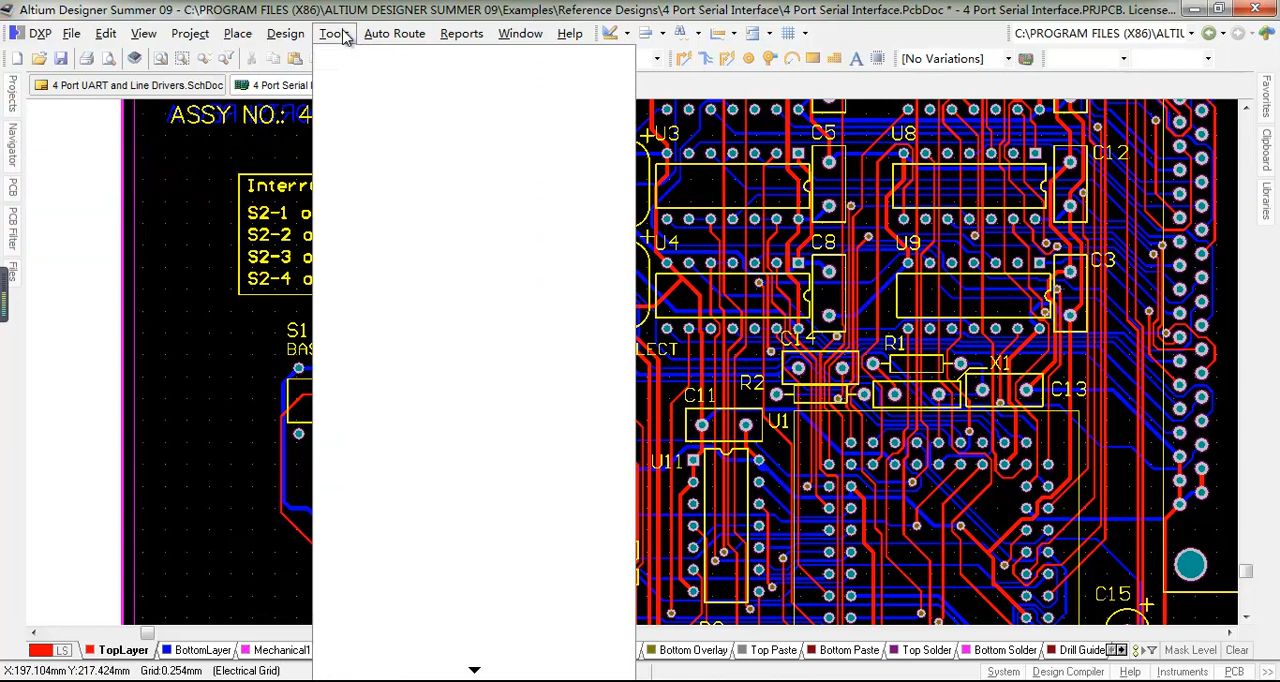 Altium Designer Summer 09 - C:\PROGRAM FILES (X86)\ALTIUM DESIGNER SUMMER 09\Examples\Reference Designs\4 Port Serial Interface\4 Port Serial Interface.PcbDoc * - 4 Port Serial Interface.PRJPCB. License...
DXP File Edit View Project Place Design Tools Auto Route Reports Window Help C:\PROGRAM FILES (X86)\ALTIU
[No Variations]
4 Port UART and Line Drivers.SchDoc 4 Port Serial
Projects
Navigator
PCB
PCB Filter
Files
ASSY NO.: 4
Interr
S2-1 o
S2-2 o
S2-3 o
S2-4 o
S1
BAS
U3 C5 U8 C12
U4 C8 U9 C3
LECT C14 R1 X1
R2 C13
C11 U1
U11
C15
Favorites
Clipboard
Libraries
LS TopLayer BottomLayer Mechanical1 Bottom Overlay Top Paste Bottom Paste Top Solder Bottom Solder Drill Guide Mask Level Clear
X:197.104mm Y:217.424mm Grid:0.254mm (Electrical Grid) System Design Compiler Help Instruments PCB >>